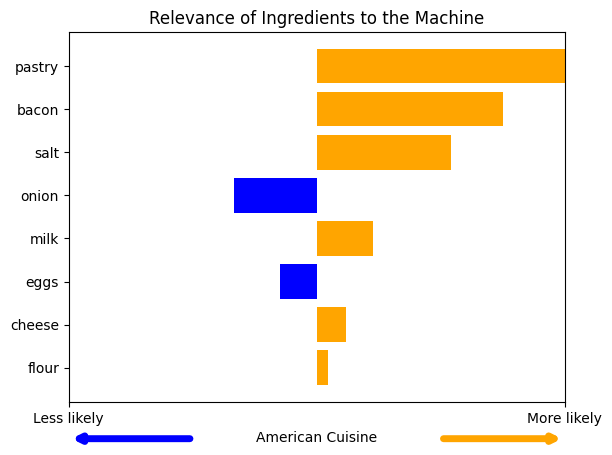 Relevance of Ingredients to the Machine
pastry
bacon
salt
onion
milk
eggs
cheese
flour
Less likely
More likely
American Cuisine